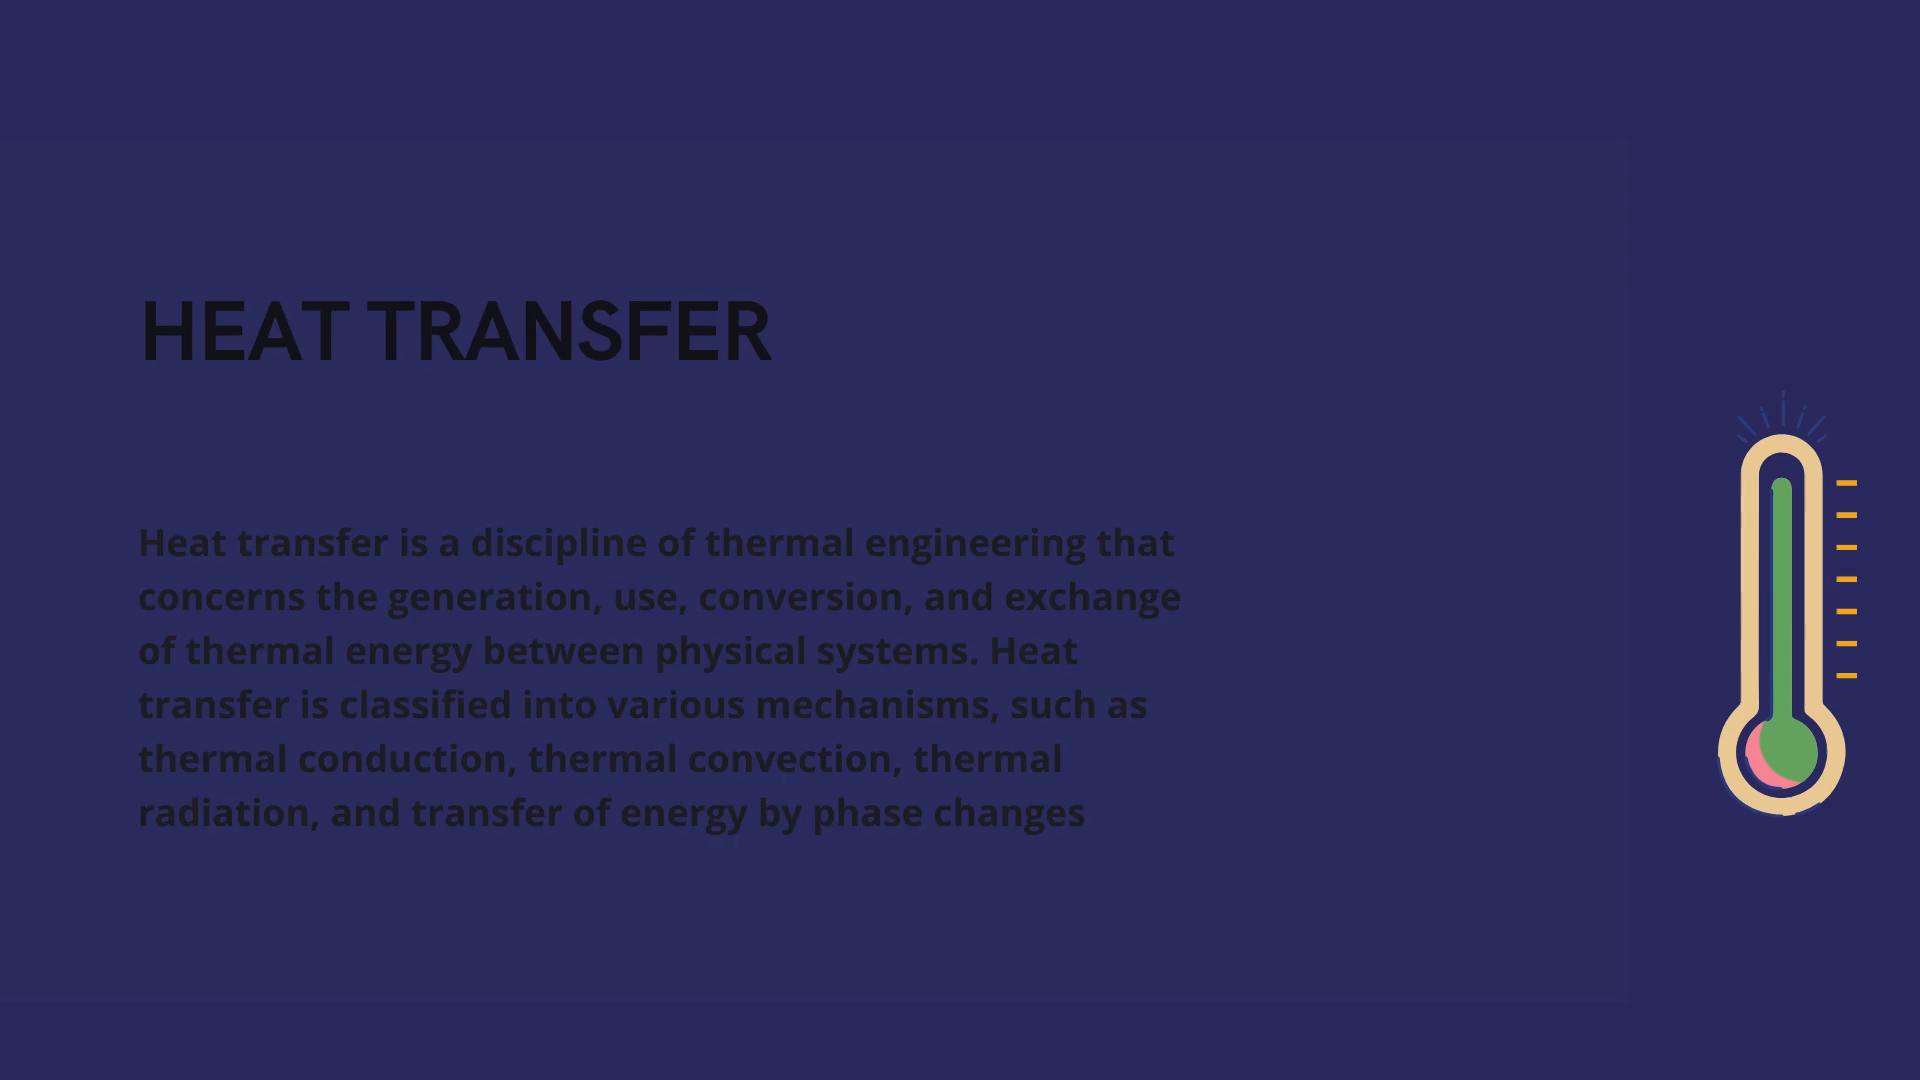 HEAT TRANSFER
Heat transfer is a discipline of thermal engineering that
concerns the generation, use, conversion, and exchange
of thermal energy between physical systems. Heat
transfer is classified into various mechanisms, such as
thermal conduction, thermal convection, thermal
radiation, and transfer of energy by phase changes